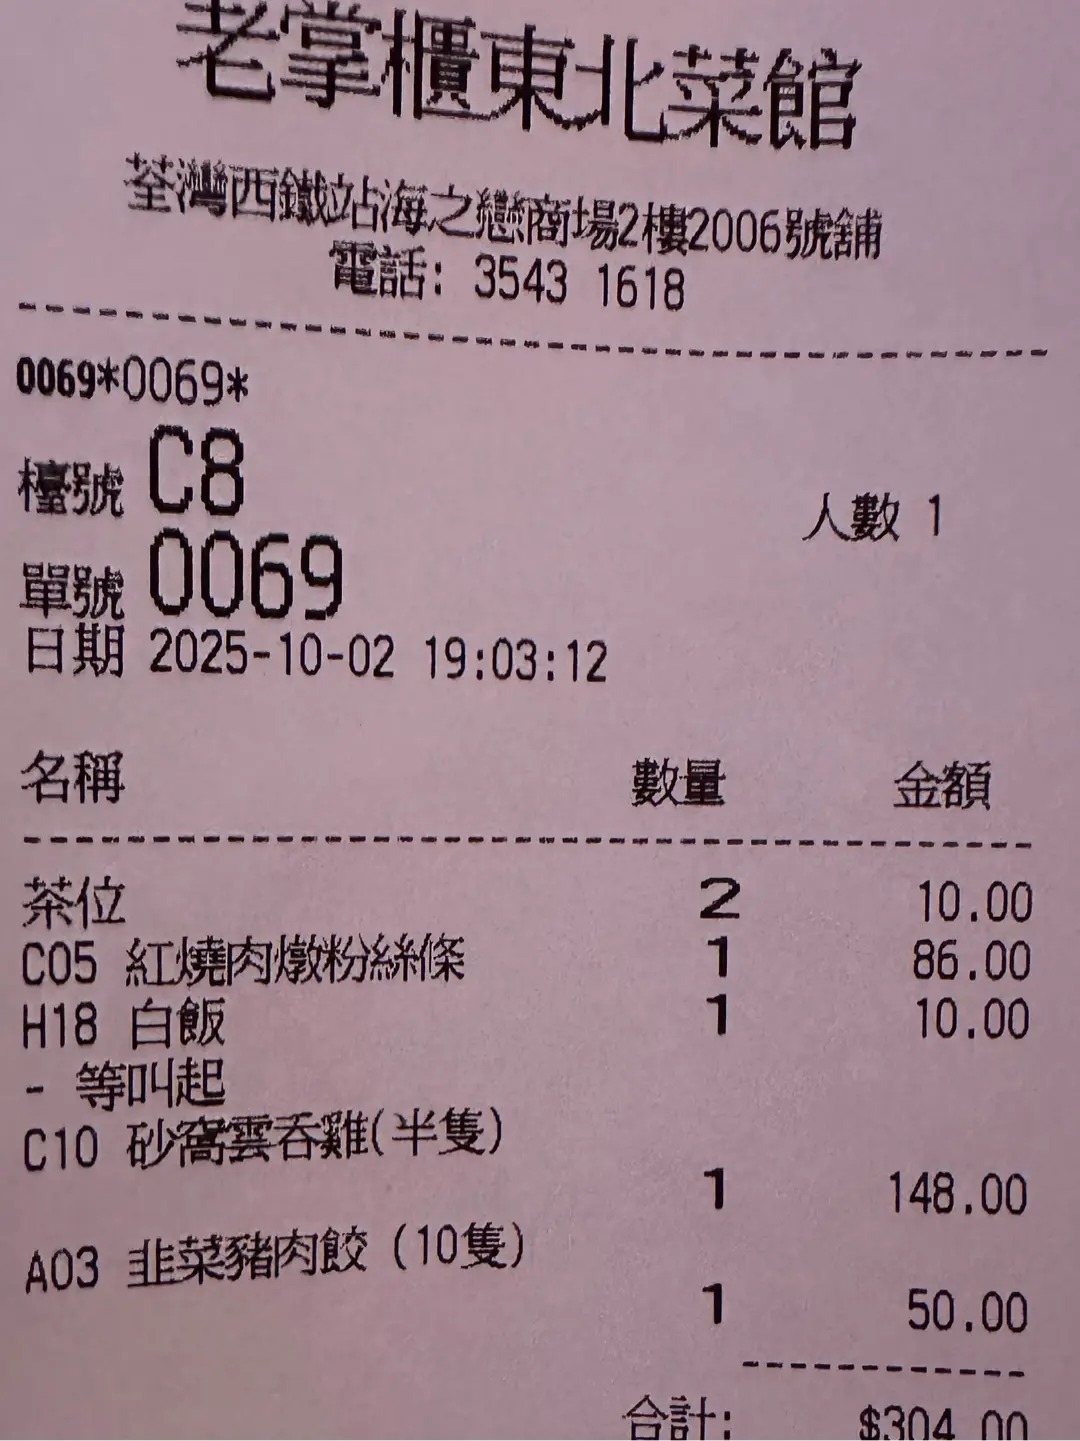 老掌櫃東北菜館
荃灣西鐵站海之戀商場2樓2006號舖
電話: 3543 1618
0069*0069*
檯號 C8 人數 1
單號 0069
日期 2025-10-02 19:03:12
名稱 數量 金額
茶位 2 10.00
C05 紅燒肉燉粉絲條 1 86.00
H18 白飯 1 10.00
- 等叫起
C10 砂窩雲吞雞(半隻)
1 148.00
A03 韭菜豬肉餃 (10隻)
1 50.00
合計: $304.00